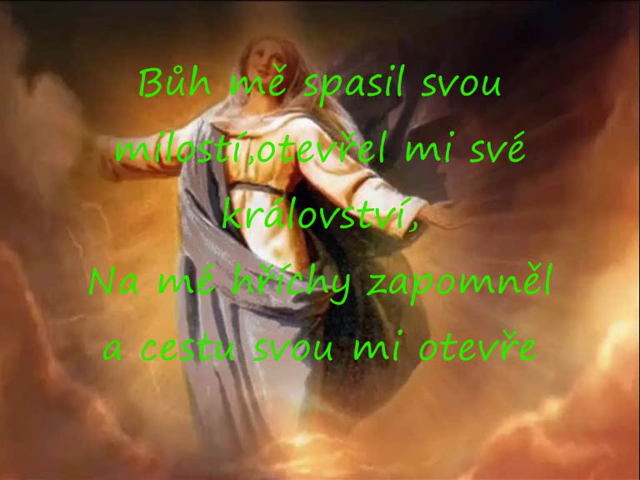 Bůh mě spasil svou
milostí,otevřel mi své
království,
Na mé hříchy zapomněl
a cestu svou mi otevře